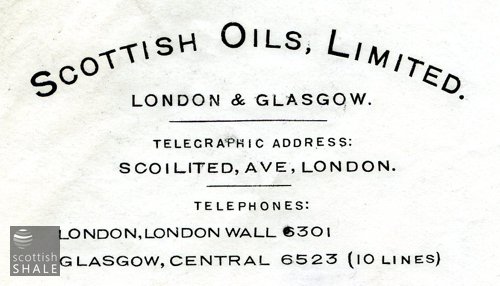 SCOTTISH OILS, LIMITED.
LONDON & GLASGOW.
TELEGRAPHIC ADDRESS:
SCOILITED, AVE, LONDON.
TELEPHONES:
LONDON, LONDON WALL 6301
GLASGOW, CENTRAL 6523 (10 LINES)
scottish
SHALE